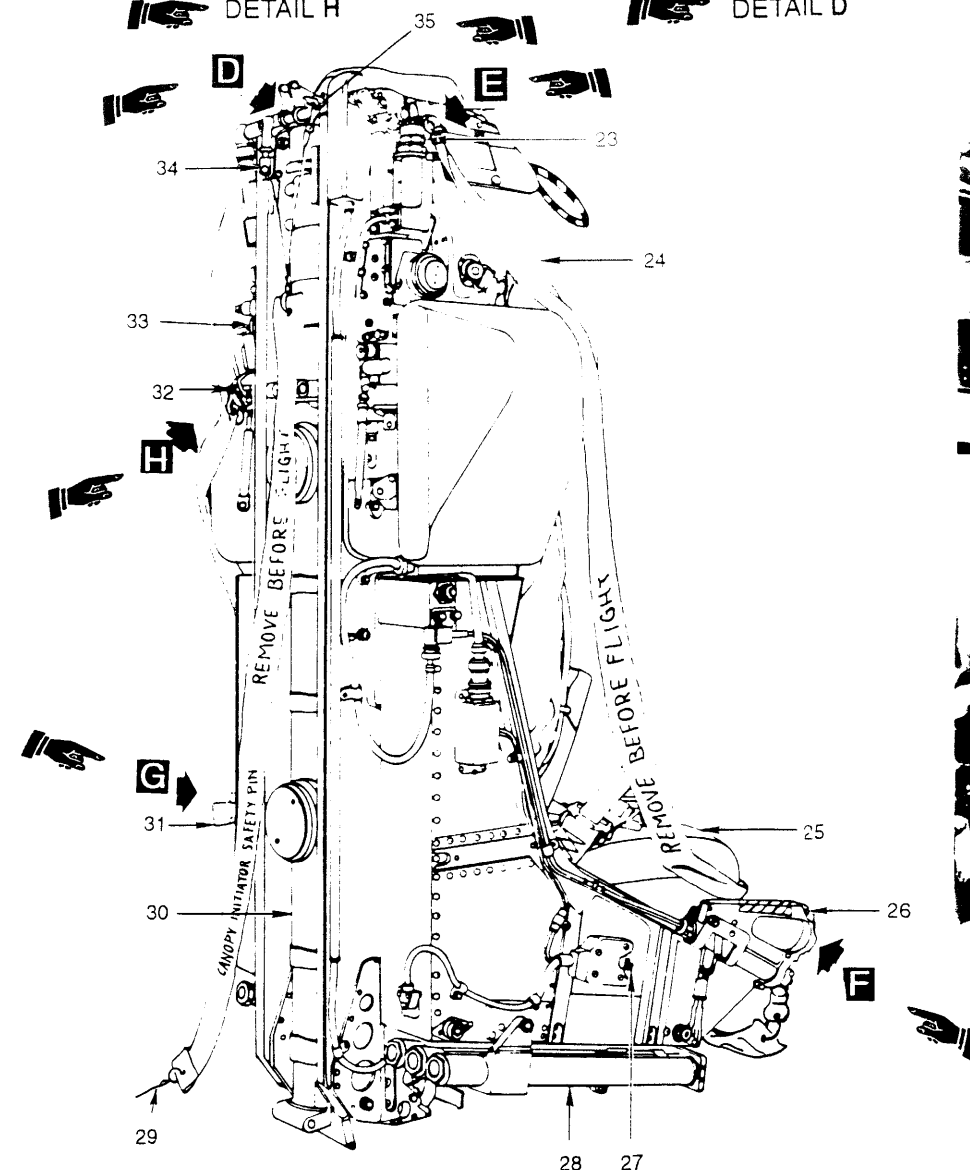 DETAIL H
DETAIL D
35
D
E
23
34
24
33
32
H
REMOVE BEFORE FLIGHT
REMOVE BEFORE FLIGHT
G
31
CANOPY INITIATOR SAFETY PIN
25
30
26
F
29
28
27